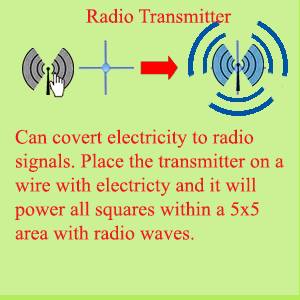 Radio Transmitter
Can covert electricity to radio
signals. Place the transmitter on a
wire with electricty and it will
power all squares within a 5x5
area with radio waves.